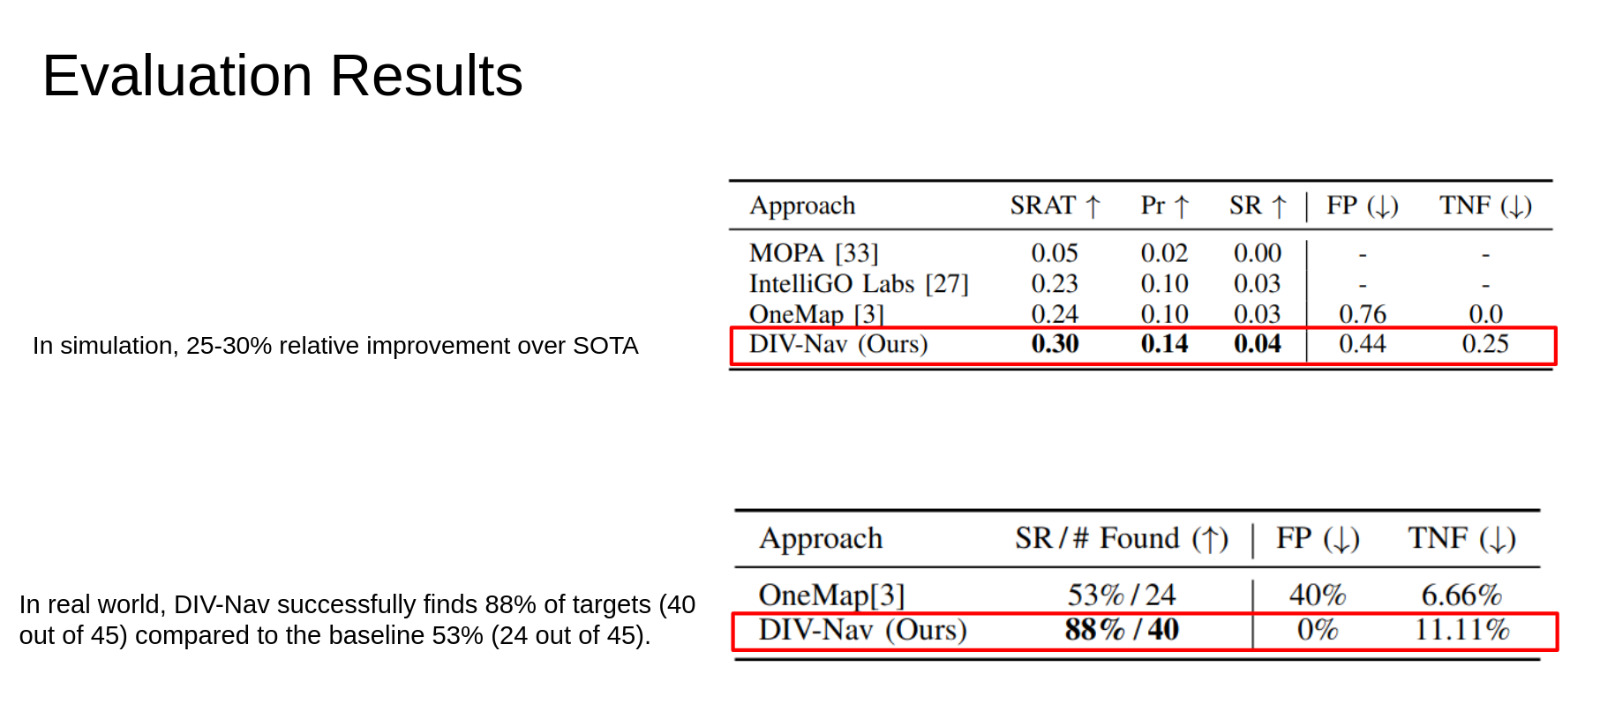 Evaluation Results
Approach SRAT ↑ Pr ↑ SR ↑ FP (↓) TNF (↓)
MOPA [33] 0.05 0.02 0.00 - -
IntelliGO Labs [27] 0.23 0.10 0.03 - -
OneMap [3] 0.24 0.10 0.03 0.76 0.0
DIV-Nav (Ours) 0.30 0.14 0.04 0.44 0.25
In simulation, 25-30% relative improvement over SOTA
Approach SR / # Found (↑) FP (↓) TNF (↓)
OneMap[3] 53% / 24 40% 6.66%
DIV-Nav (Ours) 88% / 40 0% 11.11%
In real world, DIV-Nav successfully finds 88% of targets (40
out of 45) compared to the baseline 53% (24 out of 45).